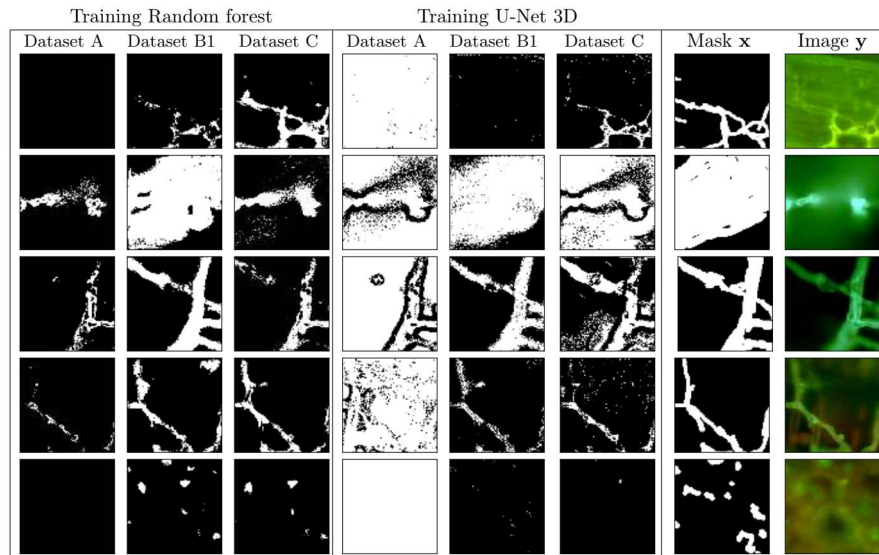 Training Random forest Training U-Net 3D
Dataset A Dataset B1 Dataset C Dataset A Dataset B1 Dataset C Mask x Image y